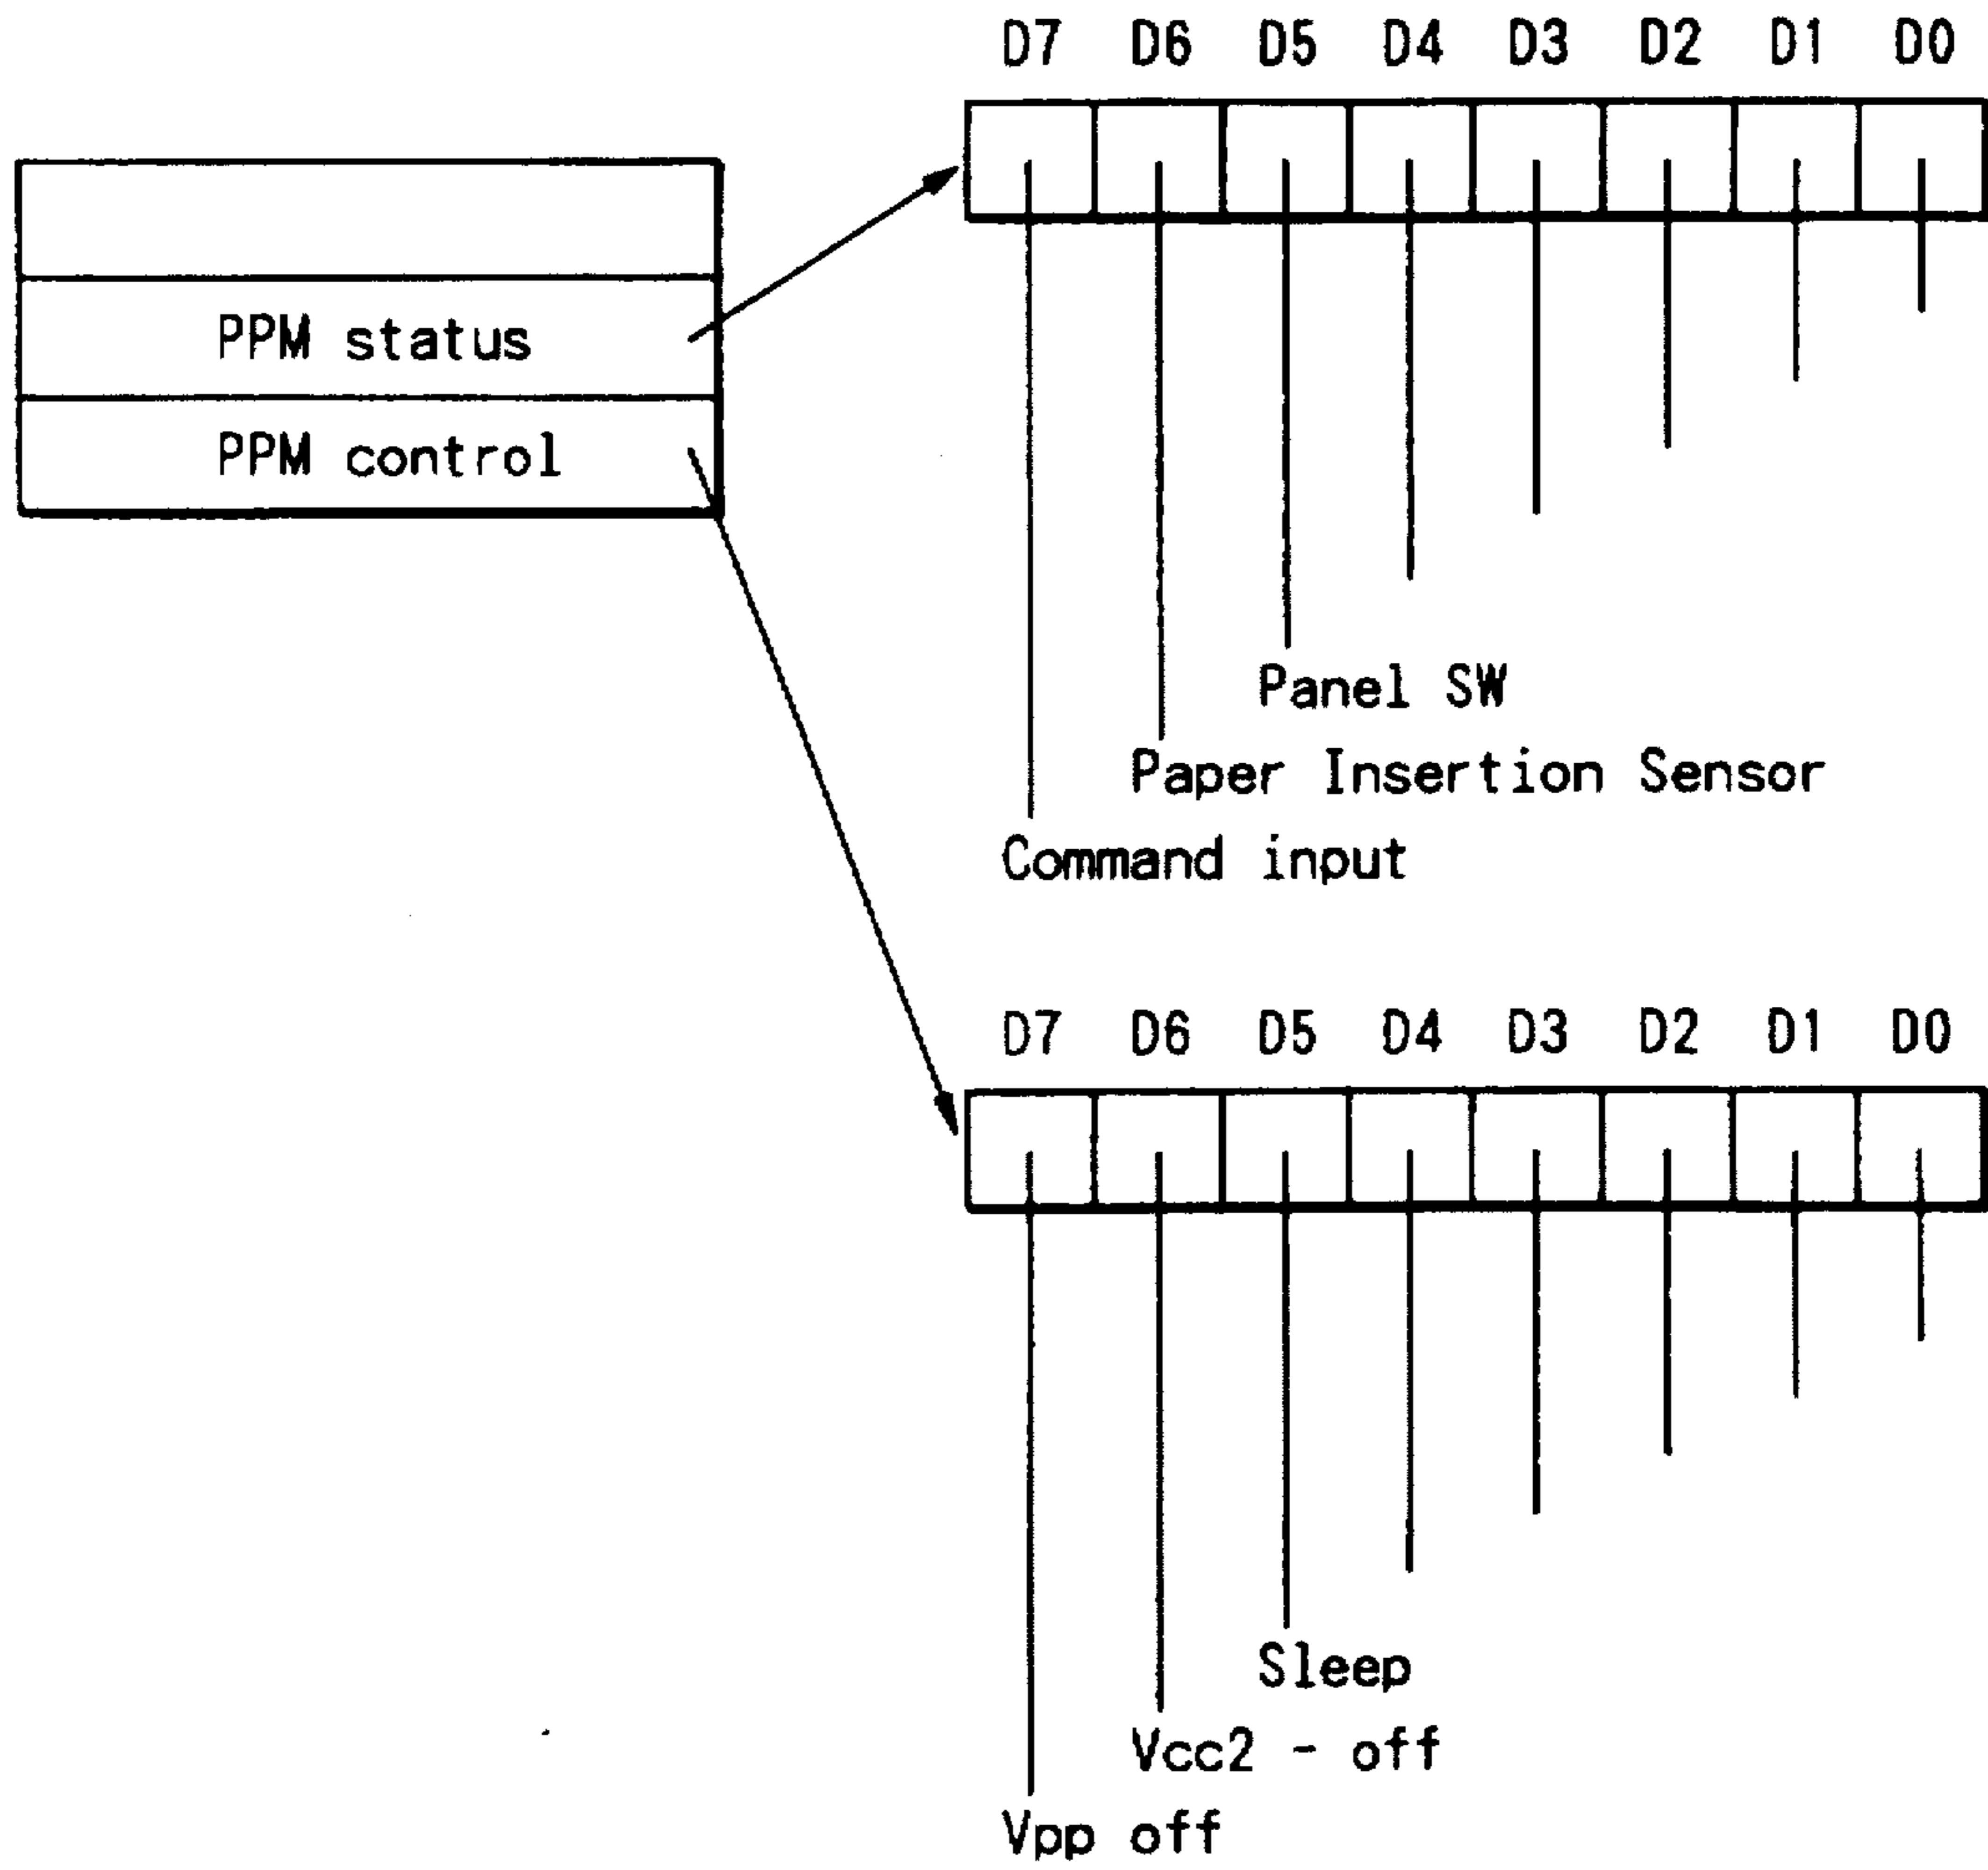 D7 D6 D5 D4 D3 D2 D1 D0
PPM status
PPM control
Panel SW
Paper Insertion Sensor
Command input
D7 D6 D5 D4 D3 D2 D1 D0
Sleep
Vcc2 - off
Vpp off